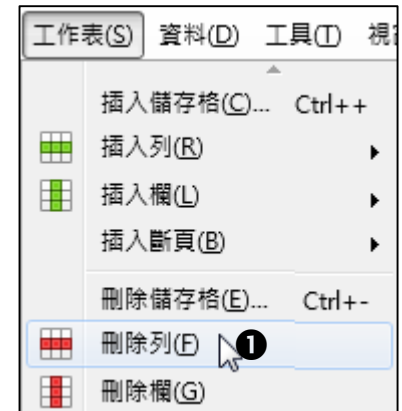 工作表(S) 資料(D) 工具(T)
插入儲存格(C)... Ctrl++
插入列(R)
插入欄(L)
插入斷頁(B)
刪除儲存格(E)... Ctrl+-
刪除列(F) 1
刪除欄(G)